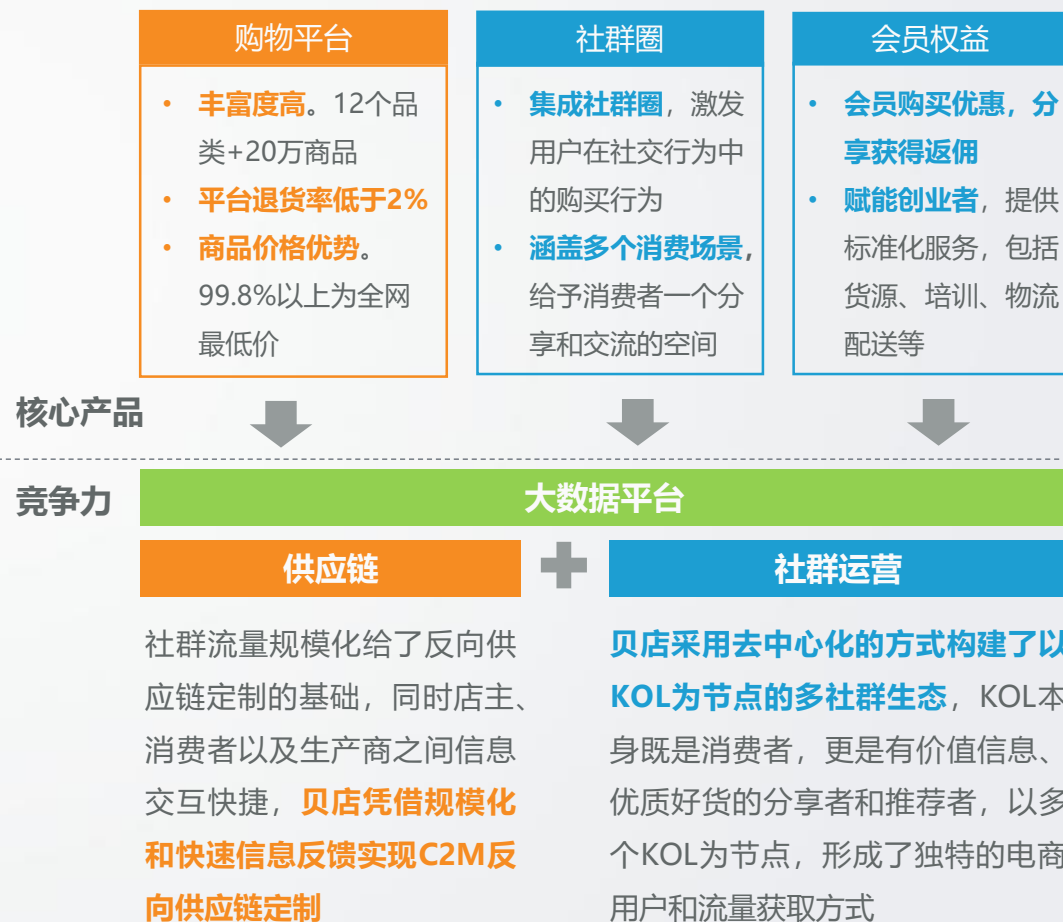 购物平台
• 丰富度高。12个品
类+20万商品
• 平台退货率低于2%
• 商品价格优势。
99.8%以上为全网
最低价
社群圈
• 集成社群圈，激发
用户在社交行为中
的购买行为
• 涵盖多个消费场景，
给予消费者一个分
享和交流的空间
会员权益
• 会员购买优惠，分
享获得返佣
• 赋能创业者，提供
标准化服务，包括
货源、培训、物流
配送等
核心产品
竞争力
大数据平台
供应链
社群流量规模化给了反向供
应链定制的基础，同时店主、
消费者以及生产商之间信息
交互快捷，贝店凭借规模化
和快速信息反馈实现C2M反
向供应链定制
社群运营
贝店采用去中心化的方式构建了以
KOL为节点的多社群生态，KOL本
身既是消费者，更是有价值信息、
优质好货的分享者和推荐者，以多
个KOL为节点，形成了独特的电商
用户和流量获取方式